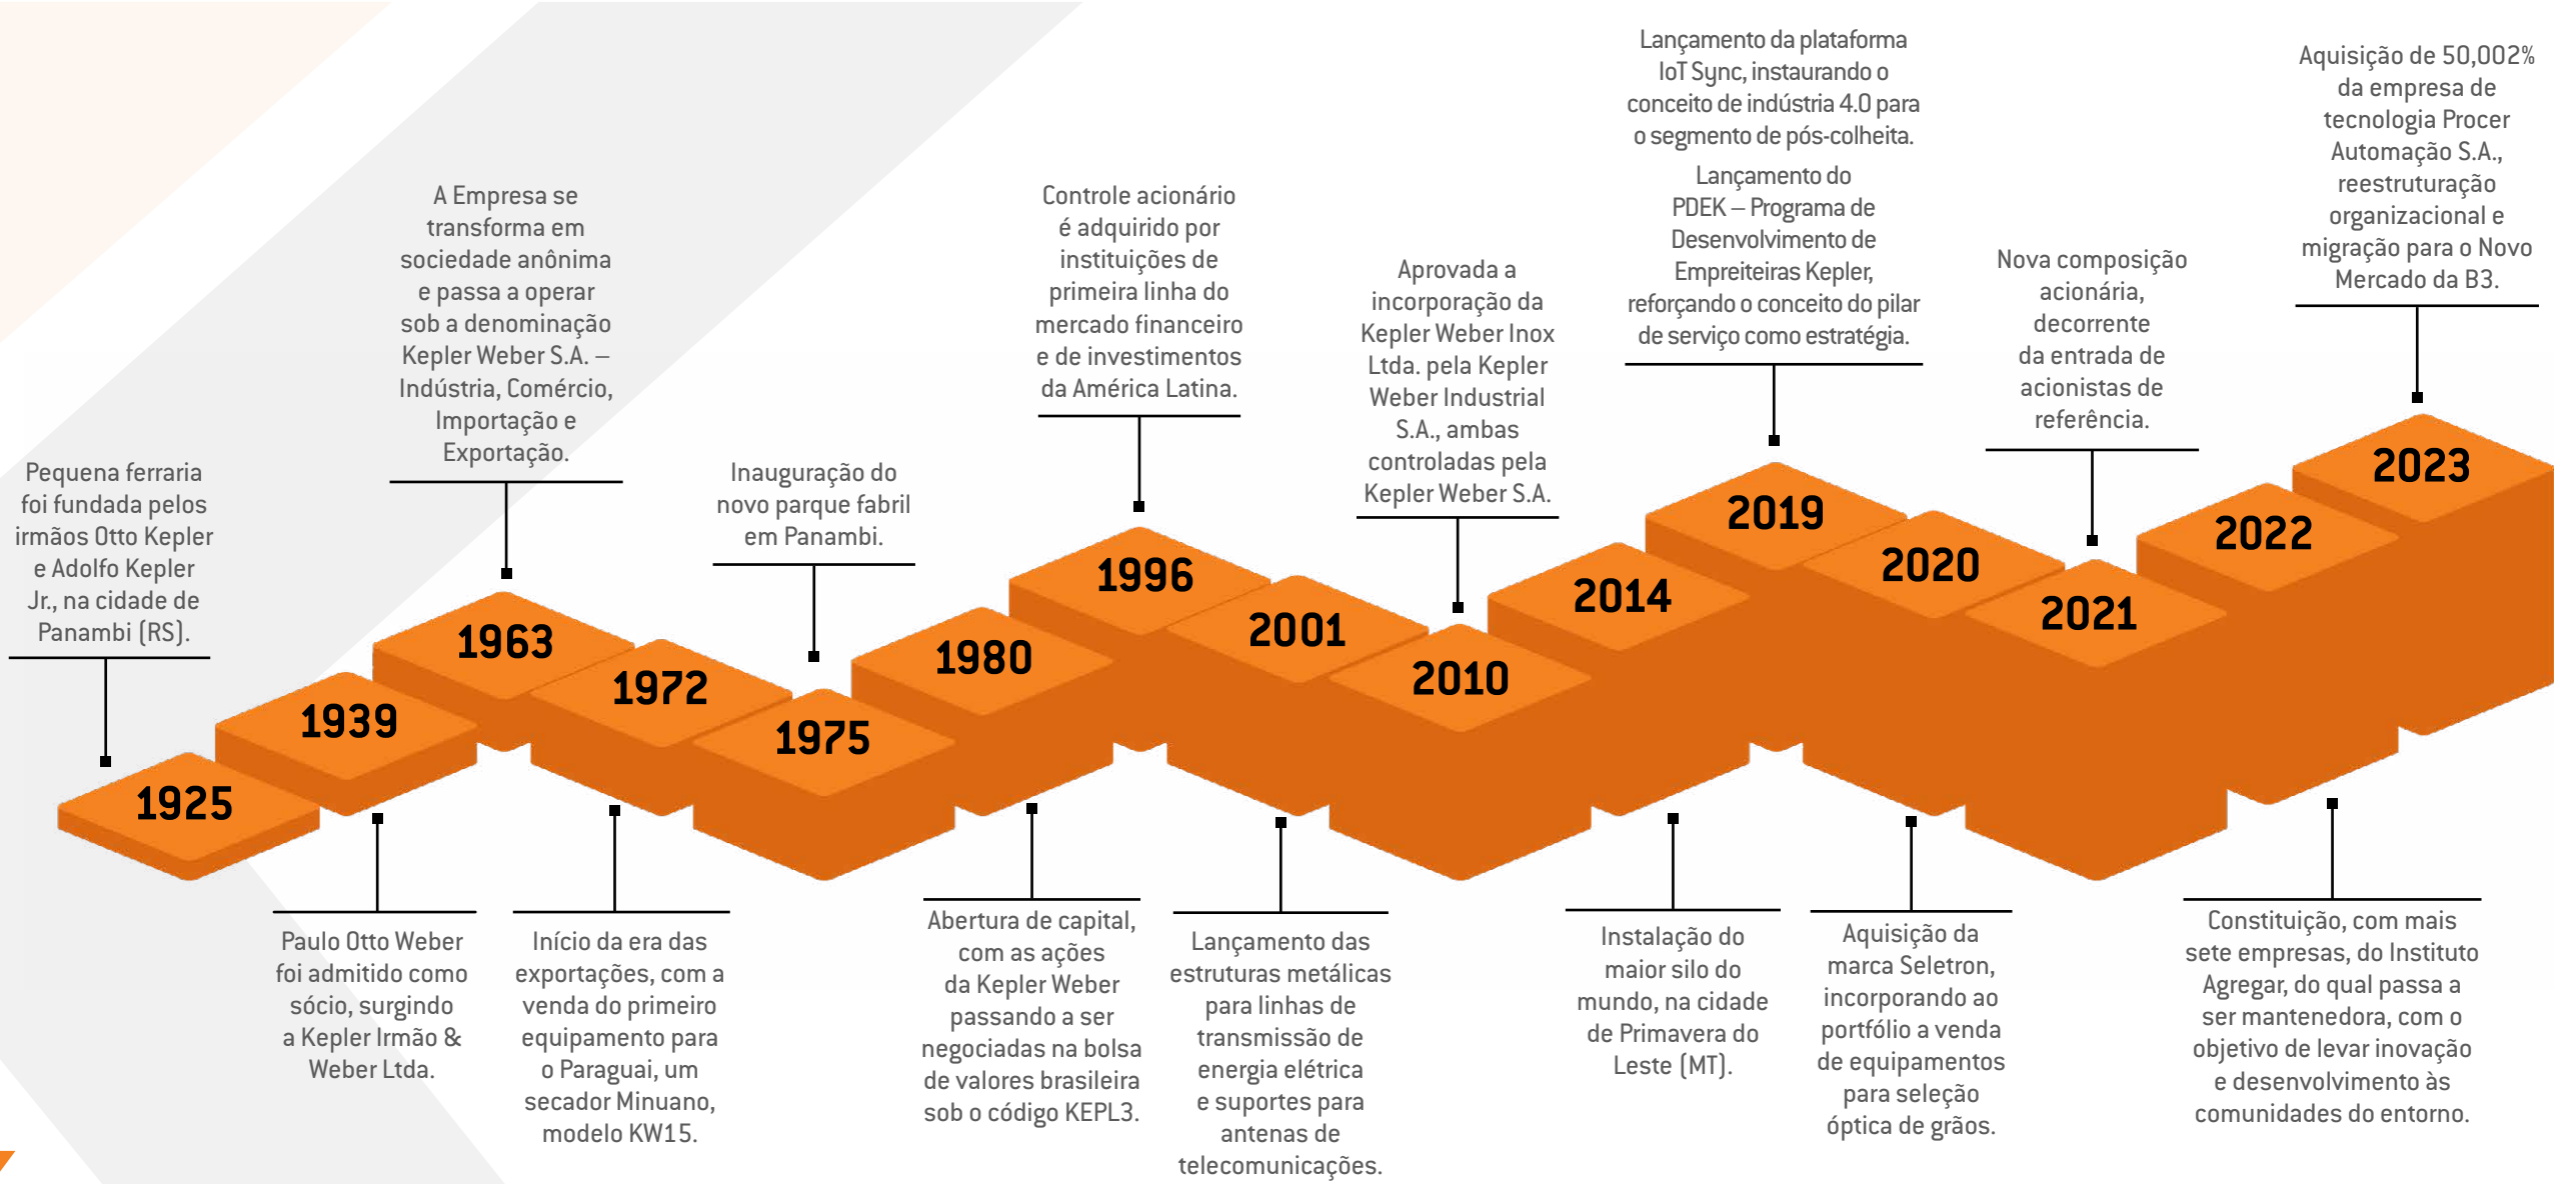 Pequena ferraria
foi fundada pelos
irmãos Otto Kepler
e Adolfo Kepler
Jr., na cidade de
Panambi (RS).
1925
1939
Paulo Otto Weber
foi admitido como
sócio, surgindo
a Kepler Irmão &
Weber Ltda.
A Empresa se
transforma em
sociedade anônima
e passa a operar
sob a denominação
Kepler Weber S.A. –
Indústria, Comércio,
Importação e
Exportação.
1963
1972
Início da era das
exportações, com a
venda do primeiro
equipamento para
o Paraguai, um
secador Minuano,
modelo KW15.
Inauguração do
novo parque fabril
em Panambi.
1975
1980
Abertura de capital,
com as ações
da Kepler Weber
passando a ser
negociadas na bolsa
de valores brasileira
sob o código KEPL3.
Controle acionário
é adquirido por
instituições de
primeira linha do
mercado financeiro
e de investimentos
da América Latina.
1996
2001
Lançamento das
estruturas metálicas
para linhas de
transmissão de
energia elétrica
e suportes para
antenas de
telecomunicações.
Aprovada a
incorporação da
Kepler Weber Inox
Ltda. pela Kepler
Weber Industrial
S.A., ambas
controladas pela
Kepler Weber S.A.
2010
2014
Instalação do
maior silo do
mundo, na cidade
de Primavera do
Leste (MT).
Lançamento da plataforma
IoT Sync, instaurando o
conceito de indústria 4.0 para
o segmento de pós-colheita.
Lançamento do
PDEK – Programa de
Desenvolvimento de
Empreiteiras Kepler,
reforçando o conceito do pilar
de serviço como estratégia.
2019
2020
Aquisição da
marca Seletron,
incorporando ao
portfólio a venda
de equipamentos
para seleção
óptica de grãos.
Nova composição
acionária,
decorrente
da entrada de
acionistas de
referência.
2021
2022
Constituição, com mais
sete empresas, do Instituto
Agregar, do qual passa a
ser mantenedora, com o
objetivo de levar inovação
e desenvolvimento às
comunidades do entorno.
Aquisição de 50,002%
da empresa de
tecnologia Procer
Automação S.A.,
reestruturação
organizacional e
migração para o Novo
Mercado da B3.
2023